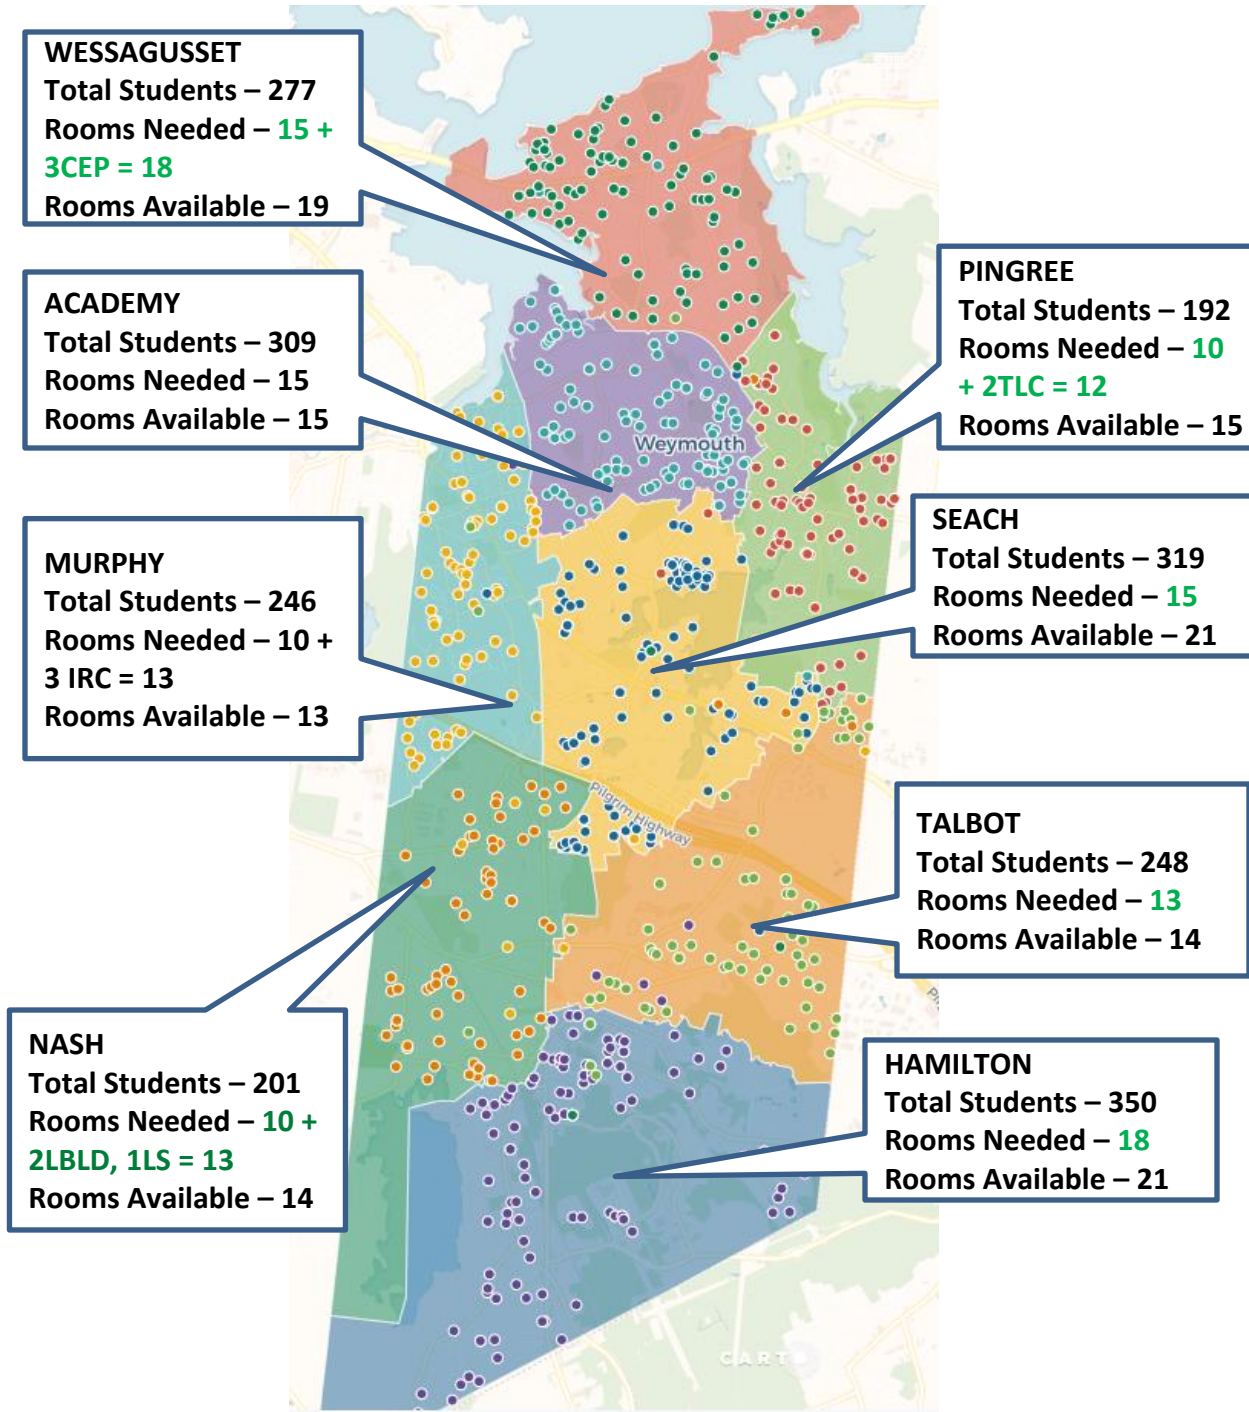 WESSAGUSSET
Total Students – 277
Rooms Needed – 15 +
3CEP = 18
Rooms Available – 19
ACADEMY
Total Students – 309
Rooms Needed – 15
Rooms Available – 15
PINGREE
Total Students – 192
Rooms Needed – 10
+ 2TLC = 12
Rooms Available – 15
Weymouth
SEACH
Total Students – 319
Rooms Needed – 15
Rooms Available – 21
MURPHY
Total Students – 246
Rooms Needed – 10 +
3 IRC = 13
Rooms Available – 13
Pilgrim Highway
TALBOT
Total Students – 248
Rooms Needed – 13
Rooms Available – 14
NASH
Total Students – 201
Rooms Needed – 10 +
2LBLD, 1LS = 13
Rooms Available – 14
HAMILTON
Total Students – 350
Rooms Needed – 18
Rooms Available – 21
CART